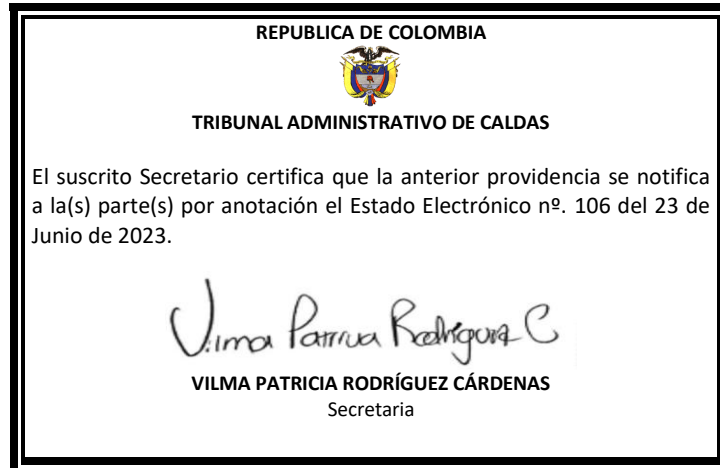 REPUBLICA DE COLOMBIA
TRIBUNAL ADMINISTRATIVO DE CALDAS
El suscrito Secretario certifica que la anterior providencia se notifica
a la(s) parte(s) por anotación el Estado Electrónico nº. 106 del 23 de
Junio de 2023.
Vilma Patricia Rodríguez C
VILMA PATRICIA RODRÍGUEZ CÁRDENAS
Secretaria